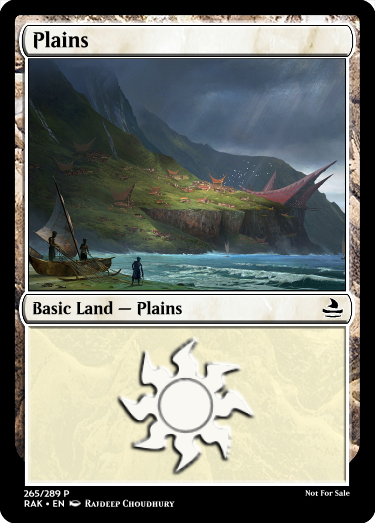 Plains
Basic Land — Plains
265/289 P
Not For Sale
RAK • EN Rajdeep Choudhury